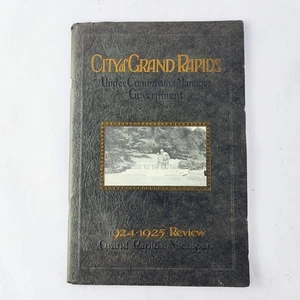 CITY of GRAND RAPIDS
Under Commission Manager
Government
1924-1925 Review
Grand Rapids, Michigan